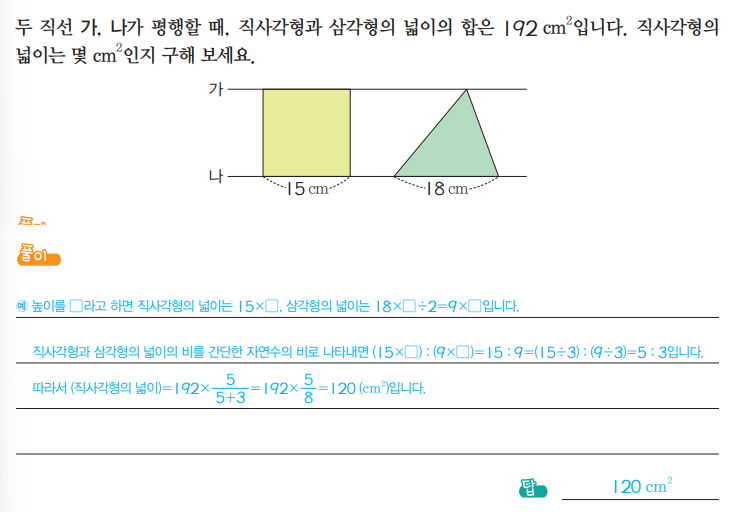 두 직선 가, 나가 평행할 때, 직사각형과 삼각형의 넓이의 합은 192 cm²입니다. 직사각형의
넓이는 몇 cm²인지 구해 보세요.
가
나
15 cm
18 cm
풀이
예 높이를 □라고 하면 직사각형의 넓이는 15×□, 삼각형의 넓이는 18×□÷2=9×□입니다.
직사각형과 삼각형의 넓이의 비를 간단한 자연수의 비로 나타내면 (15×□) : (9×□)=15 : 9=(15÷3) : (9÷3)=5 : 3입니다.
따라서 (직사각형의 넓이)=192×5/(5+3)=192×5/8=120 (cm²)입니다.
답 120 cm²